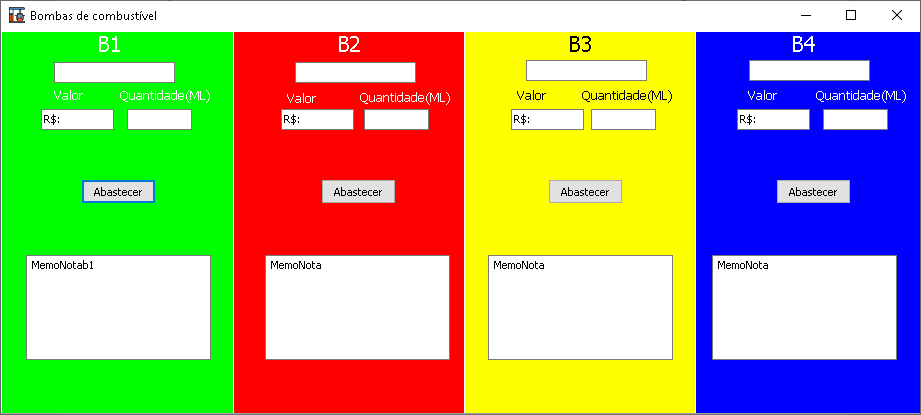 Bombas de combustível
B1
Valor Quantidade(ML)
R$:
Abastecer
MemoNotab1
B2
Valor Quantidade(ML)
R$:
Abastecer
MemoNota
B3
Valor Quantidade(ML)
R$:
Abastecer
MemoNota
B4
Valor Quantidade(ML)
R$:
Abastecer
MemoNota